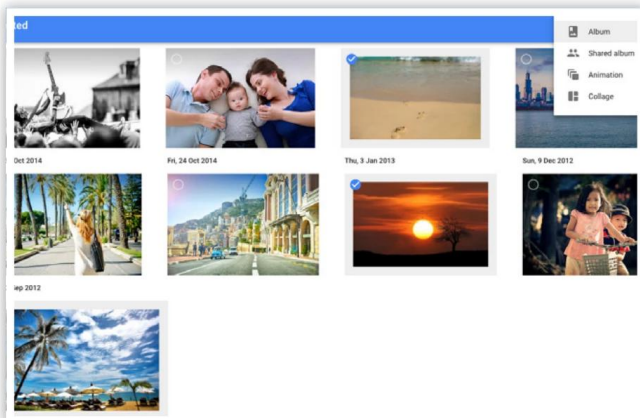 ted
Album
Shared album
Animation
Collage
Oct 2014
Fri, 24 Oct 2014
Thu, 3 Jan 2013
Sun, 9 Dec 2012
Sep 2012